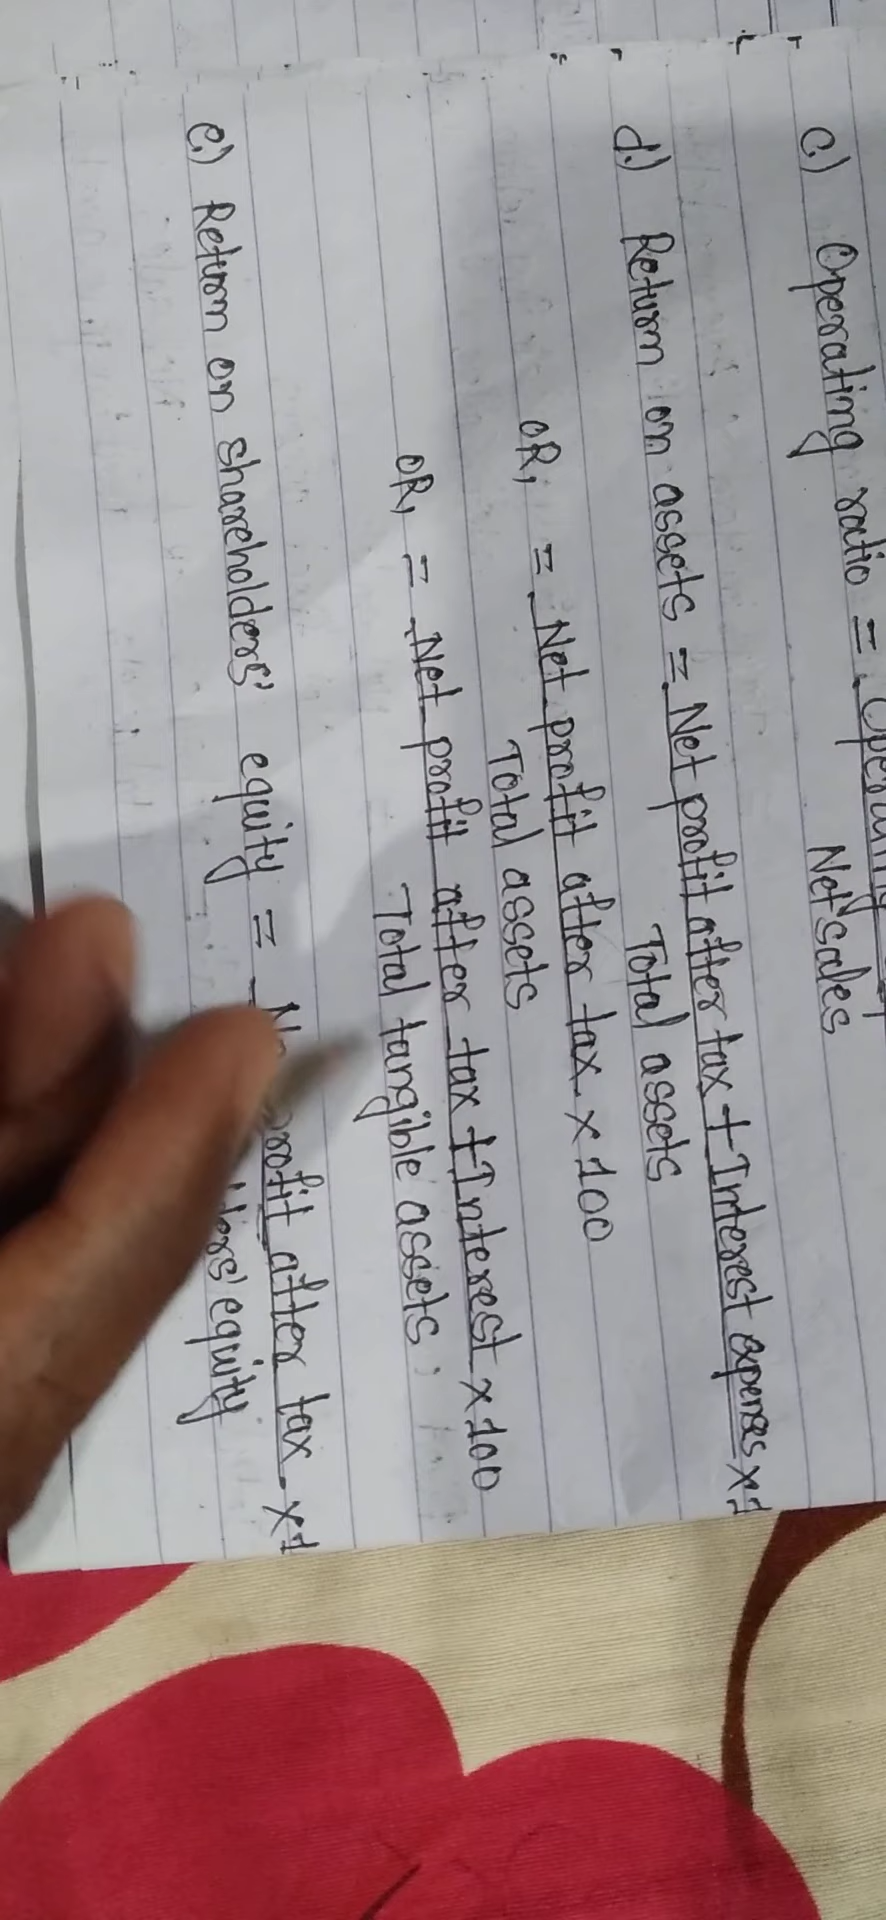 c.) Operating ratio =
Net sales
d.) Return on assets = Net profit after tax + Interest expenses x 1
Total assets
OR, = Net profit after tax x 100
Total assets
OR, = Net profit after tax + Interest x 100
Total tangible assets.
e.) Return on shareholders' equity = after tax x 1
equity